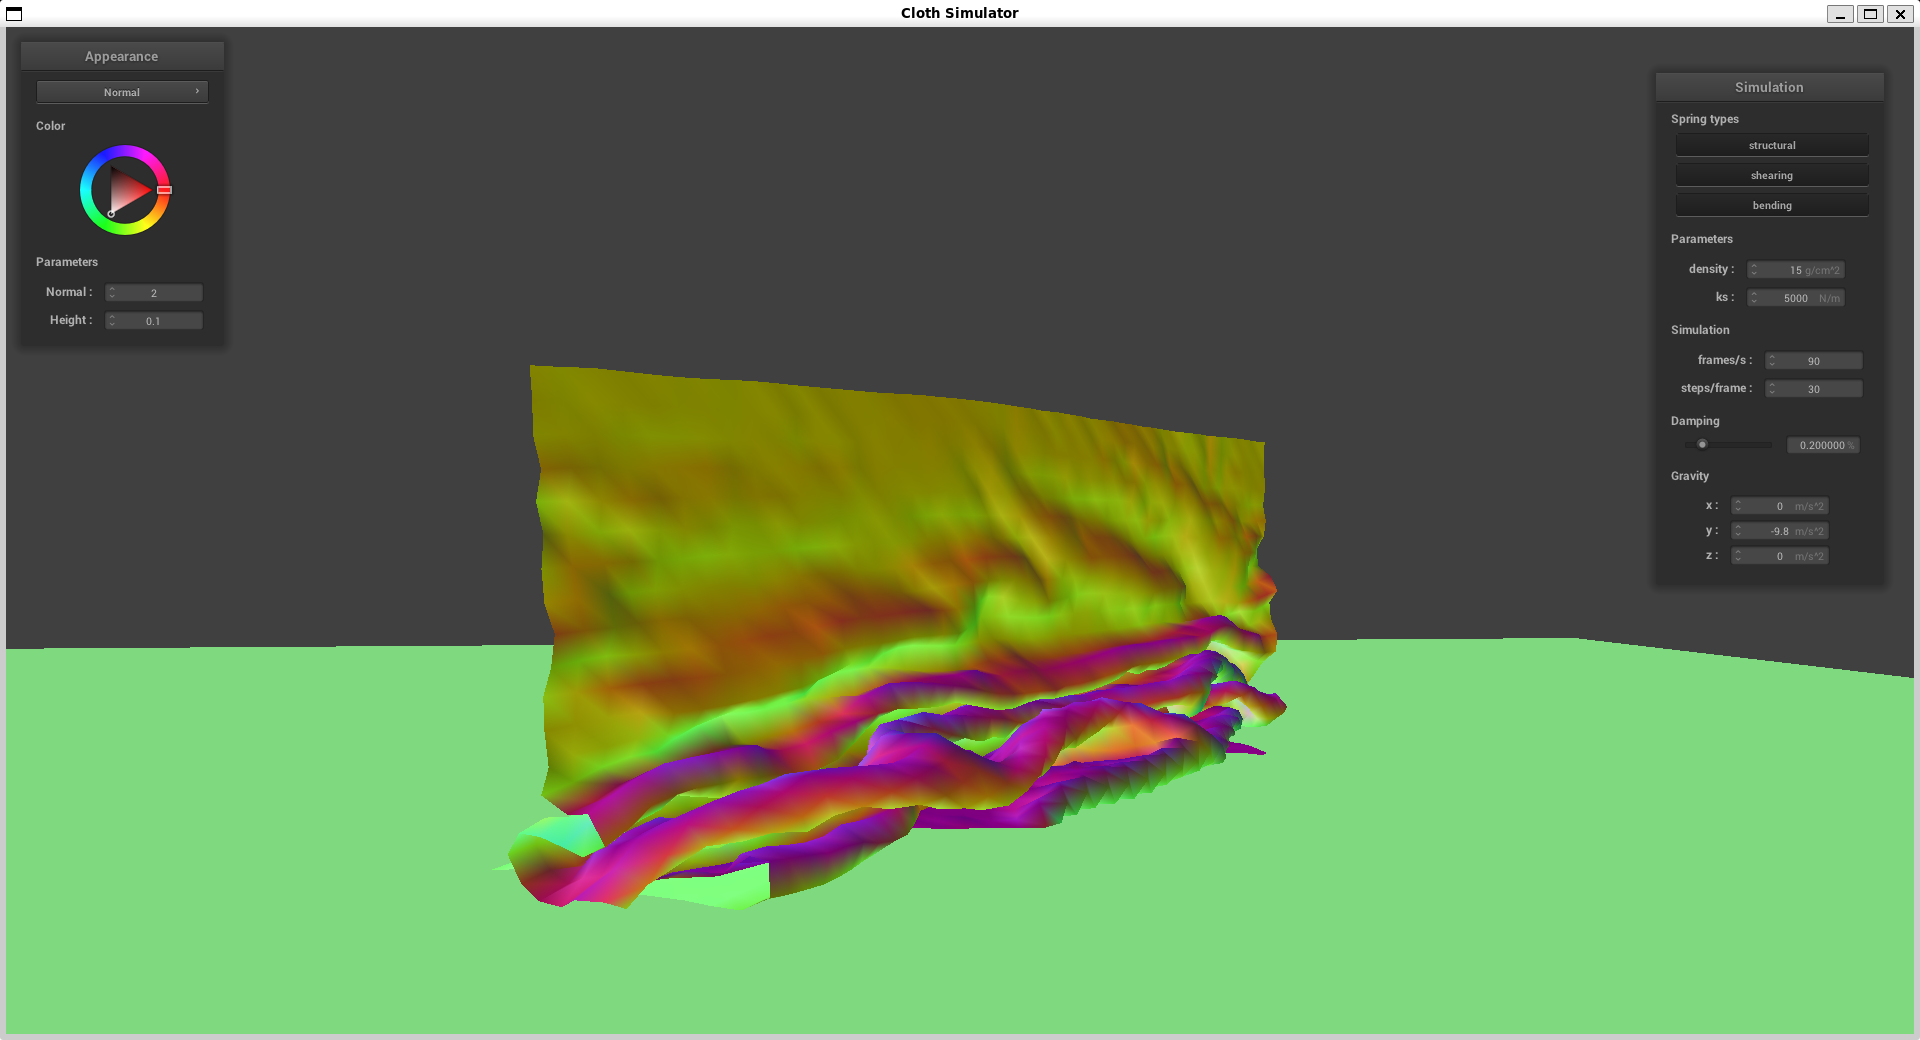 Cloth Simulator
Appearance
Normal
Color
Parameters
Normal : 2
Height : 0.1
Simulation
Spring types
structural
shearing
bending
Parameters
density : 15 g/cm^2
ks : 5000 N/m
Simulation
frames/s : 90
steps/frame : 30
Damping
0.200000 %
Gravity
x : 0 m/s^2
y : -9.8 m/s^2
z : 0 m/s^2